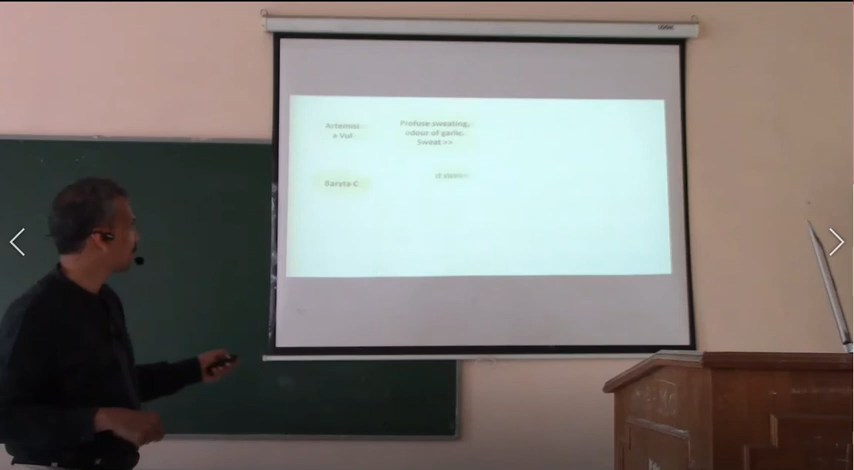 Artemisi
a Vul
Profuse sweating,
odour of garlic,
Sweat >>
Baryta C